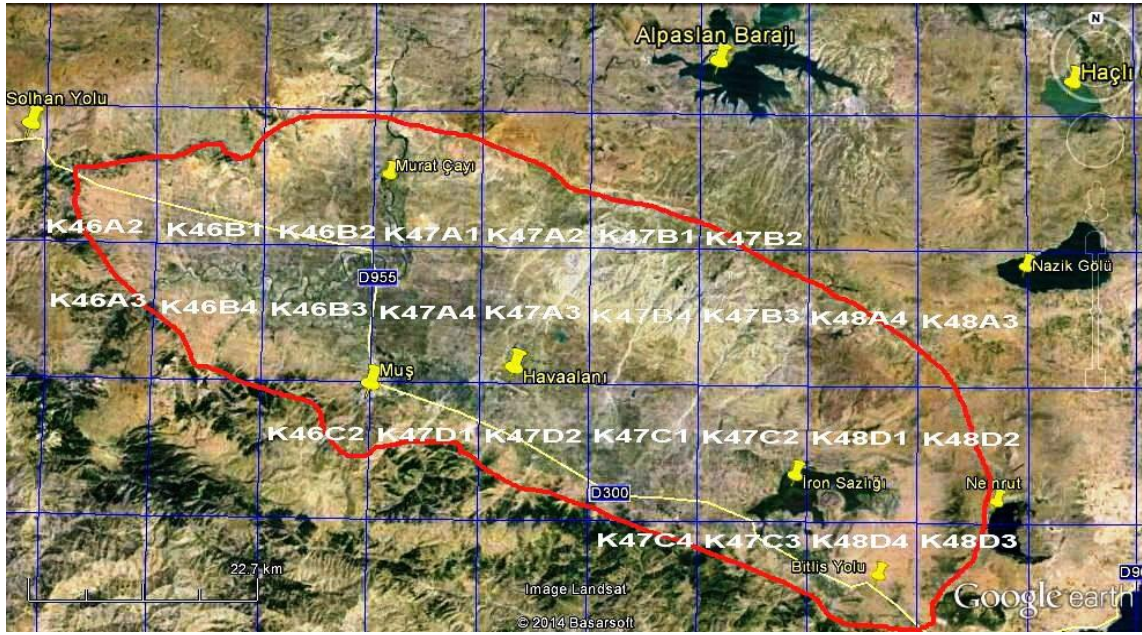 Alpaslan Barajı
N
Haçlı
Solhan Yolu
Murat Çayı
K46A2 K46B1 K46B2 K47A1 K47A2 K47B1 K47B2
Nazik Gölü
D955
K46A3 K46B4 K46B3 K47A4 K47A3 K47B4 K47B3 K48A4 K48A3
Muş
Havaalanı
K46C2 K47D1 K47D2 K47C1 K47C2 K48D1 K48D2
İron Sazlığı
Nemrut
D300
K47C4 K47C3 K48D4 K48D3
Bitlis Yolu
22.7 km
Image Landsat
Google earth
© 2014 Basarsoft